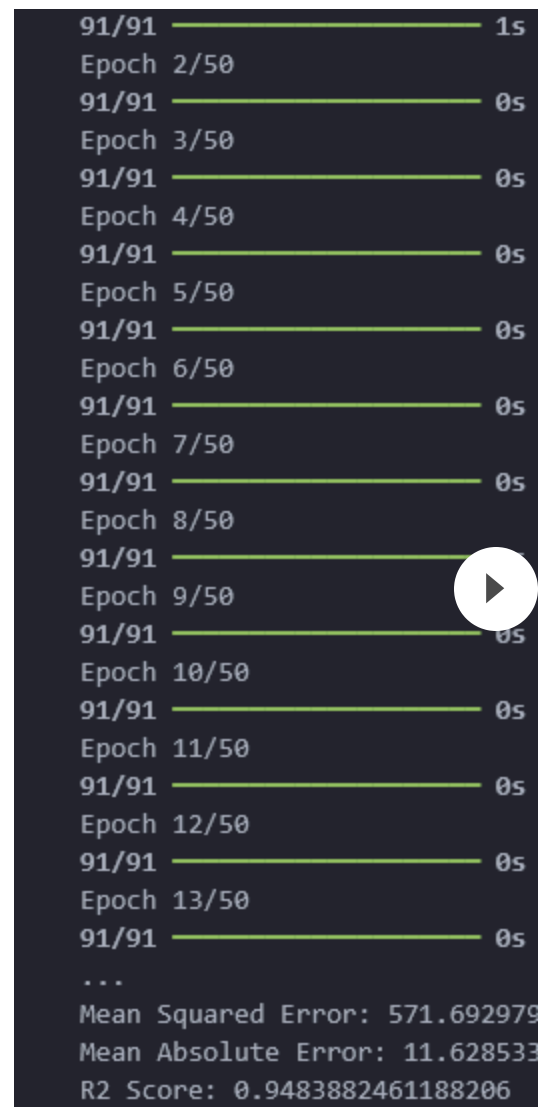 91/91 1s
Epoch 2/50
91/91 0s
Epoch 3/50
91/91 0s
Epoch 4/50
91/91 0s
Epoch 5/50
91/91 0s
Epoch 6/50
91/91 0s
Epoch 7/50
91/91 0s
Epoch 8/50
91/91
Epoch 9/50
91/91 0s
Epoch 10/50
91/91 0s
Epoch 11/50
91/91 0s
Epoch 12/50
91/91 0s
Epoch 13/50
91/91 0s
...
Mean Squared Error: 571.692979
Mean Absolute Error: 11.628533
R2 Score: 0.9483882461188206